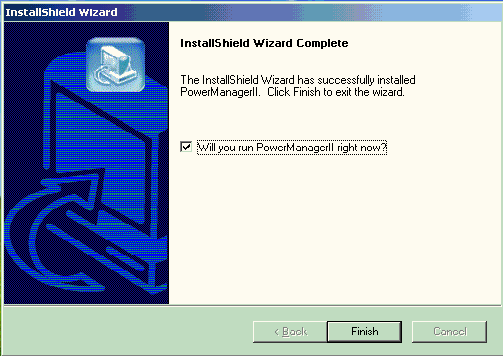 InstallShield Wizard
InstallShield Wizard Complete
The InstallShield Wizard has successfully installed
PowerManagerII. Click Finish to exit the wizard.
Will you run PowerManagerII right now?
< Back
Finish
Cancel